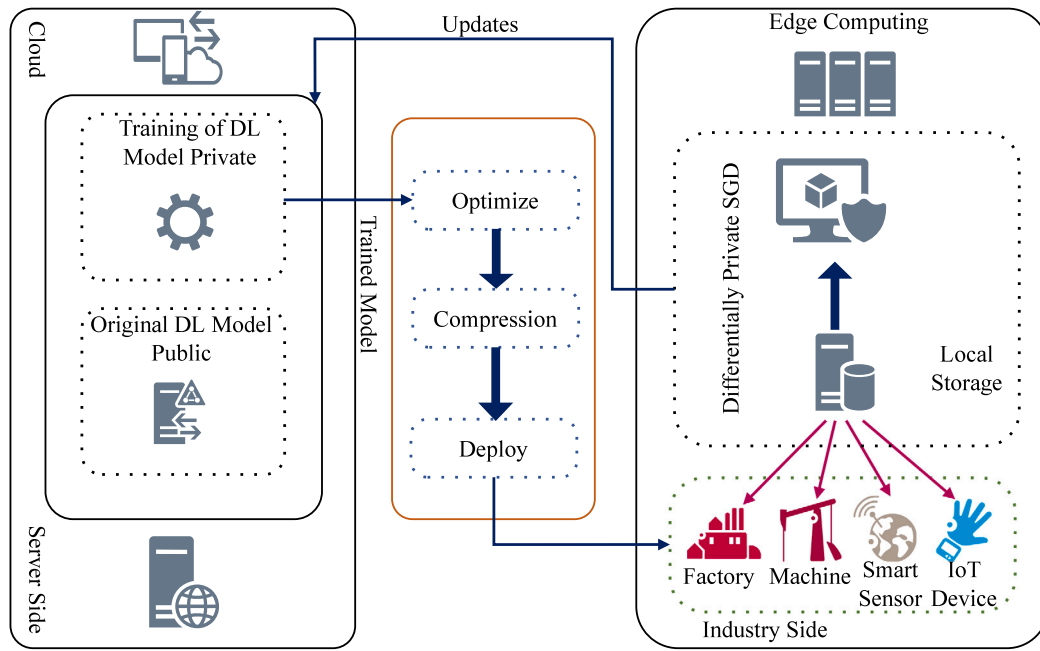 Cloud
Training of DL
Model Private
Original DL Model
Public
Server Side
Updates
Trained Model
Optimize
Compression
Deploy
Edge Computing
Differentially Private SGD
Local
Storage
Factory
Machine
Smart
Sensor
IoT
Device
Industry Side